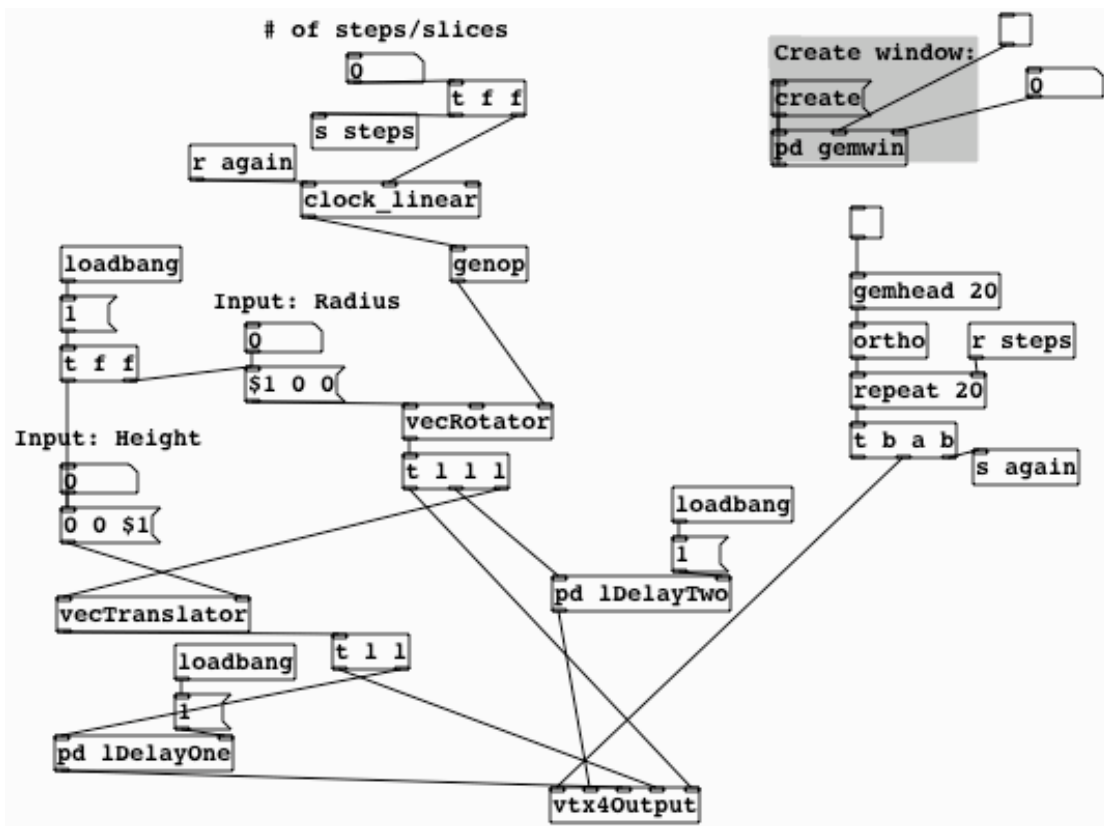 # of steps/slices
0
t f f
s steps
r again
clock_linear
genop
Create window:
create
pd gemwin
0
loadbang
1
t f f
Input: Radius
0
$1 0 0
vecRotator
Input: Height
0
0 0 $1
t l l l
vecTranslator
t l l
loadbang
1
pd lDelayOne
loadbang
1
pd lDelayTwo
gemhead 20
ortho
r steps
repeat 20
t b a b
s again
vtx4Output